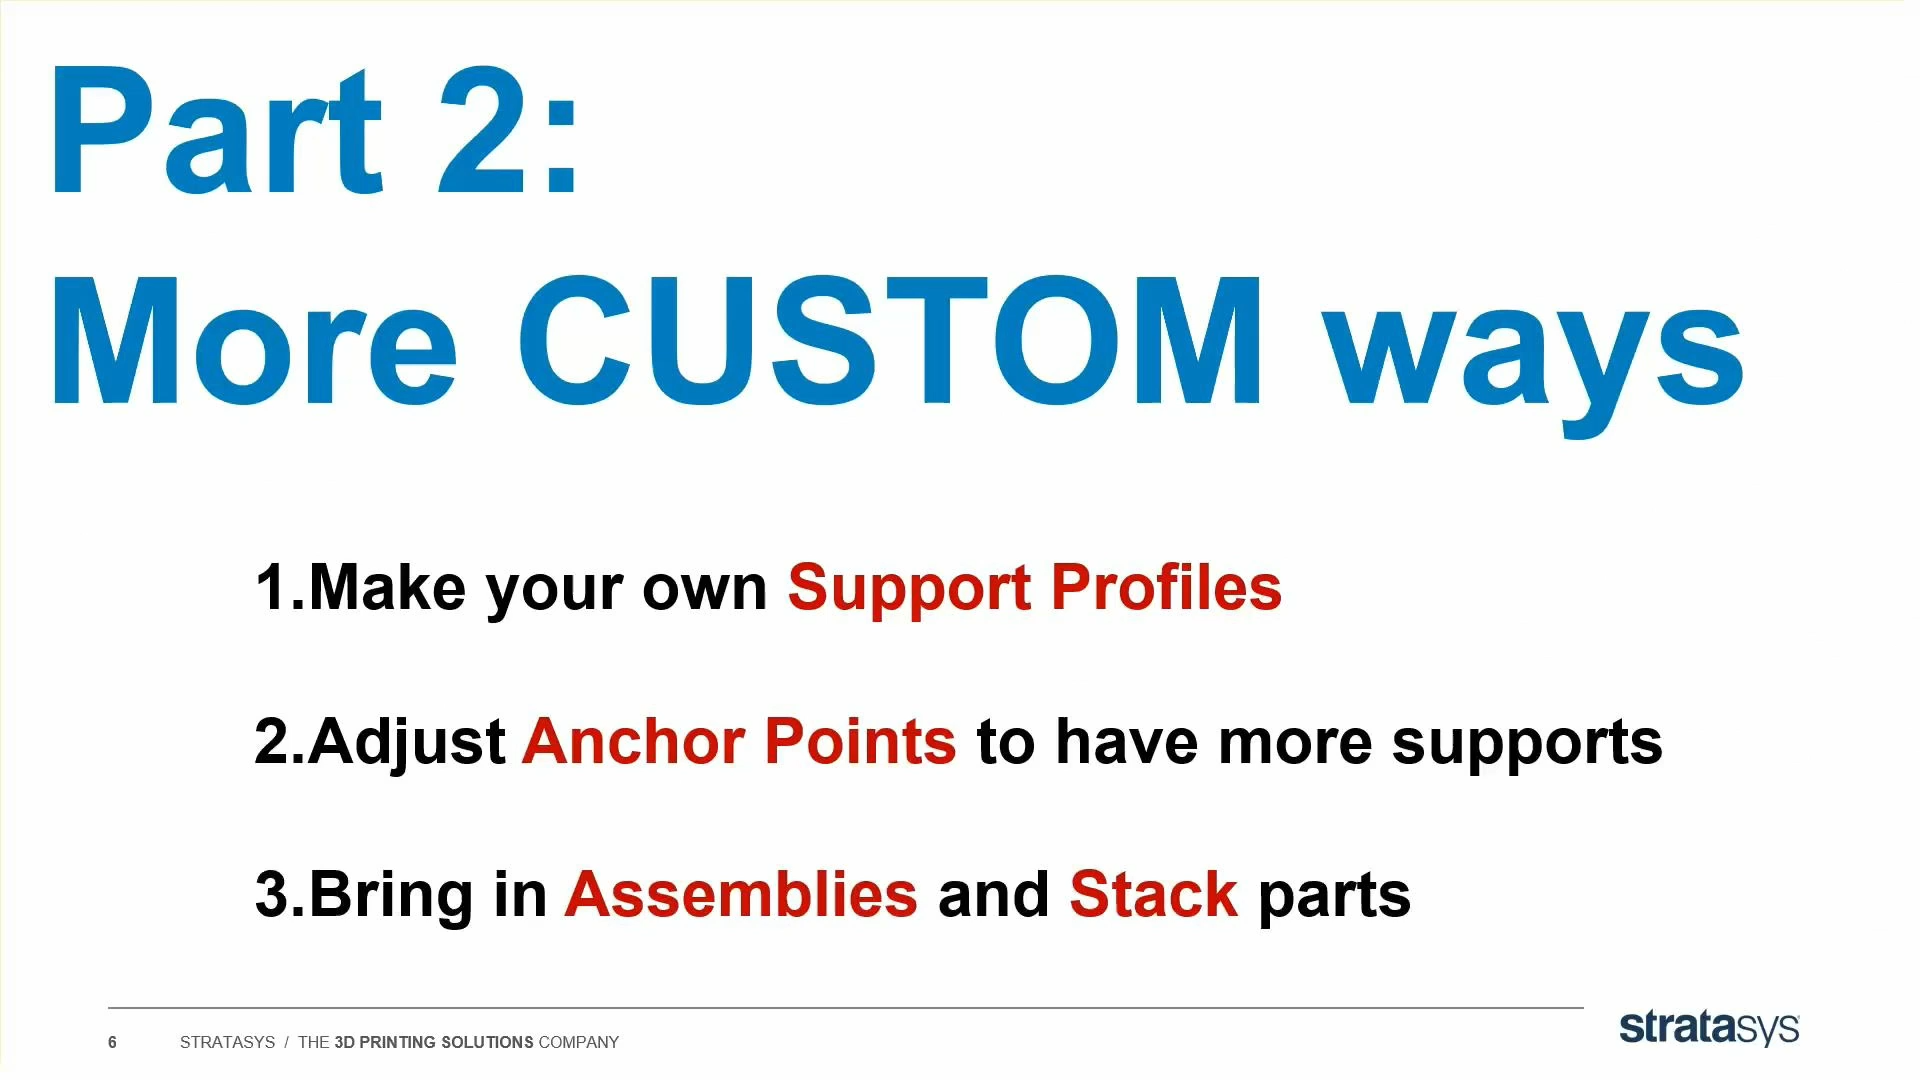 Part 2:
More CUSTOM ways
1.Make your own Support Profiles
2.Adjust Anchor Points to have more supports
3.Bring in Assemblies and Stack parts
6 STRATASYS / THE 3D PRINTING SOLUTIONS COMPANY
stratasys